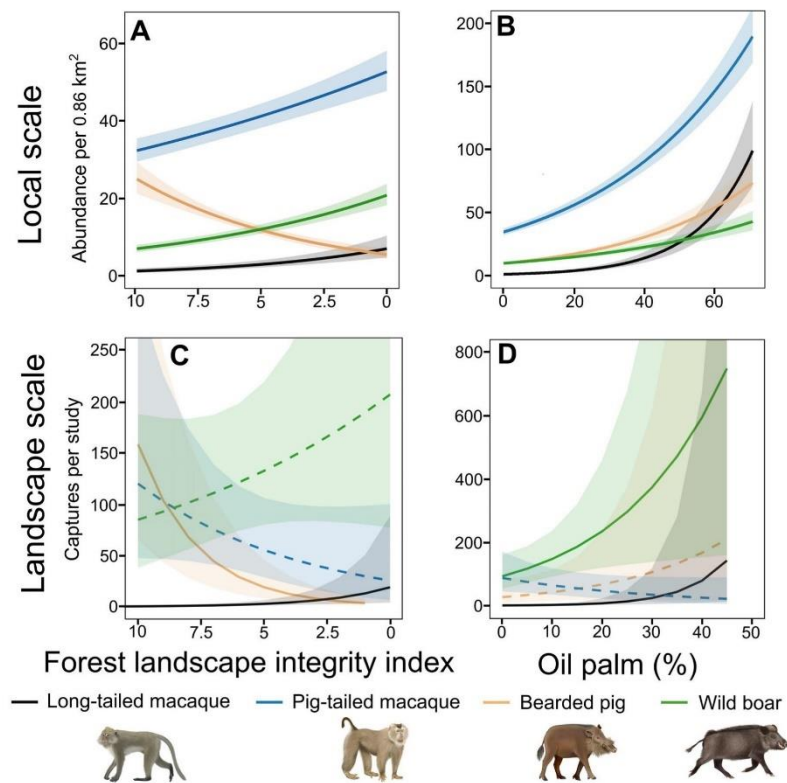 A
B
Local scale
Abundance per 0.86 km²
60
40
20
0
10 7.5 5 2.5 0
200
150
100
50
0
0 20 40 60
C
D
Landscape scale
Captures per study
250
200
150
100
50
0
10 7.5 5 2.5 0
800
600
400
200
0
0 10 20 30 40 50
Forest landscape integrity index
Oil palm (%)
Long-tailed macaque Pig-tailed macaque Bearded pig Wild boar